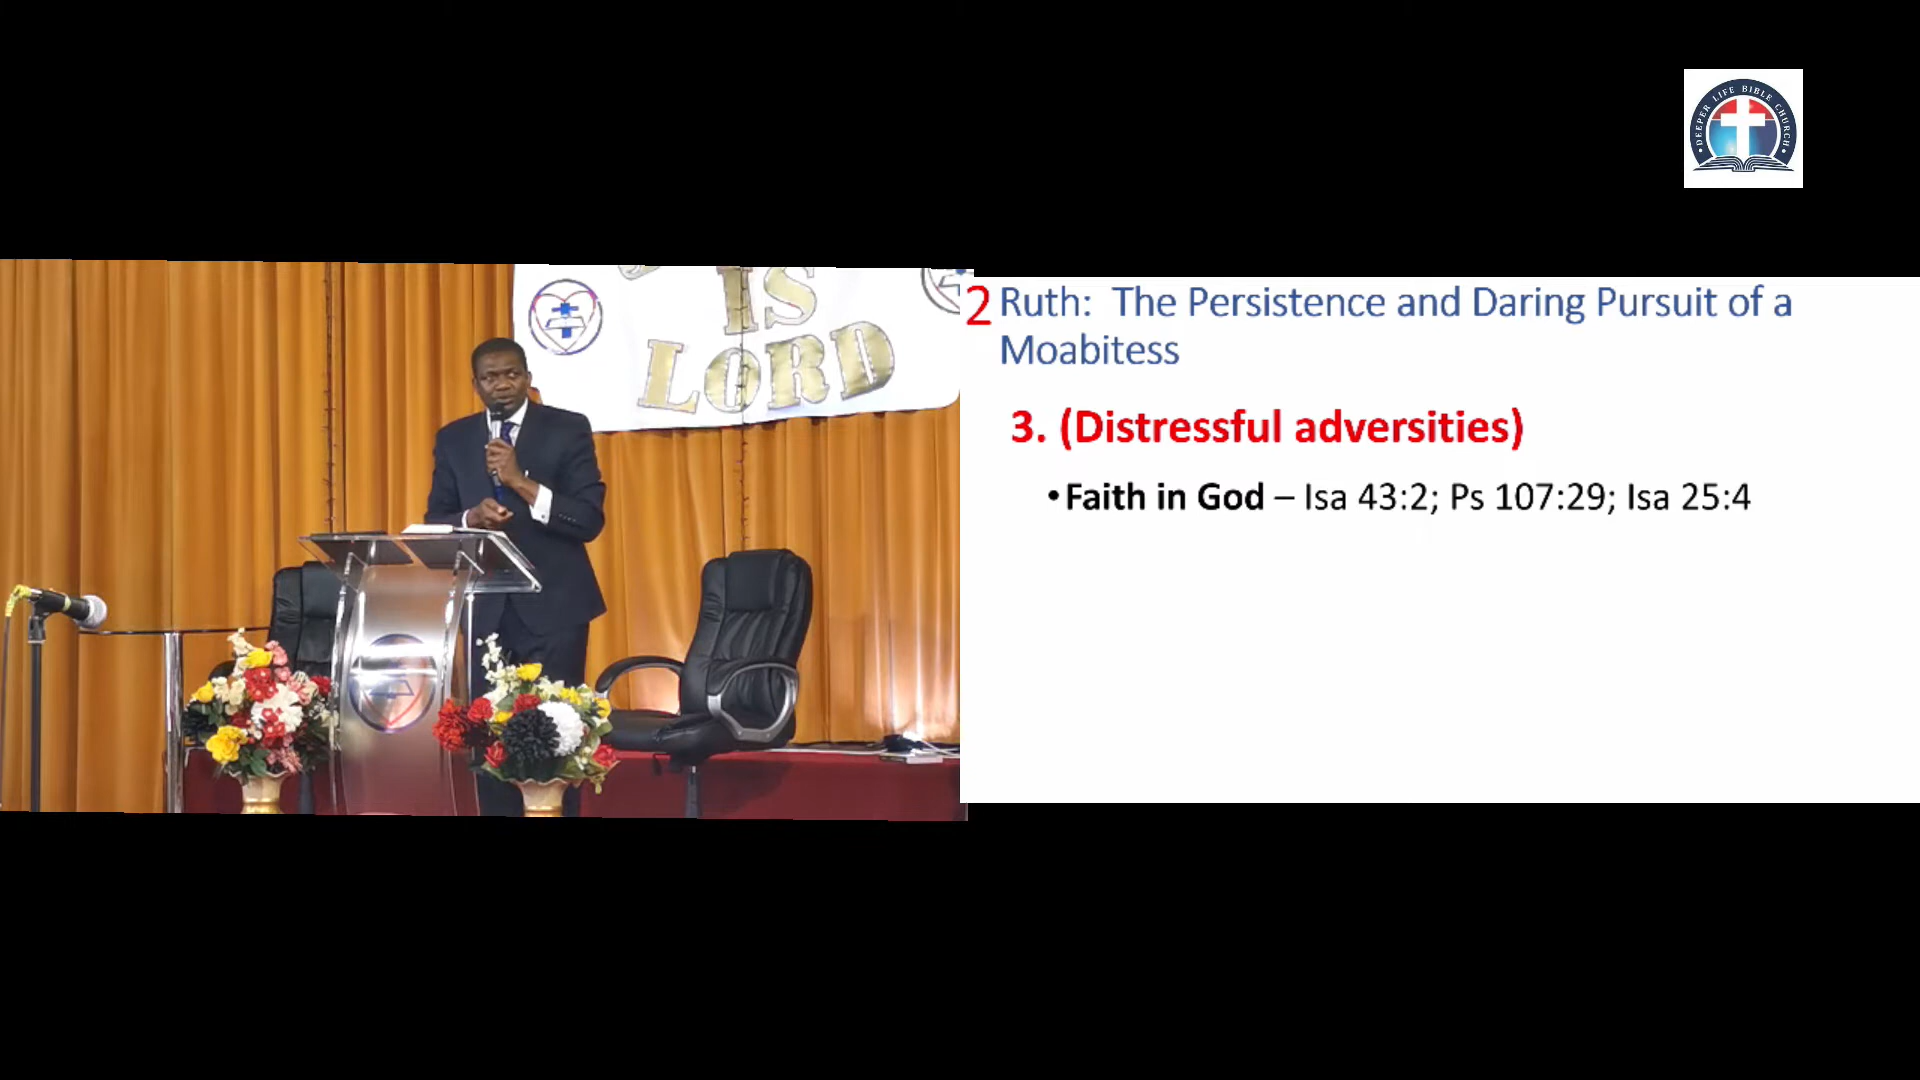 DEEPER LIFE BIBLE CHURCH
IS
LORD
2 Ruth: The Persistence and Daring Pursuit of a
Moabitess
3. (Distressful adversities)
•Faith in God – Isa 43:2; Ps 107:29; Isa 25:4